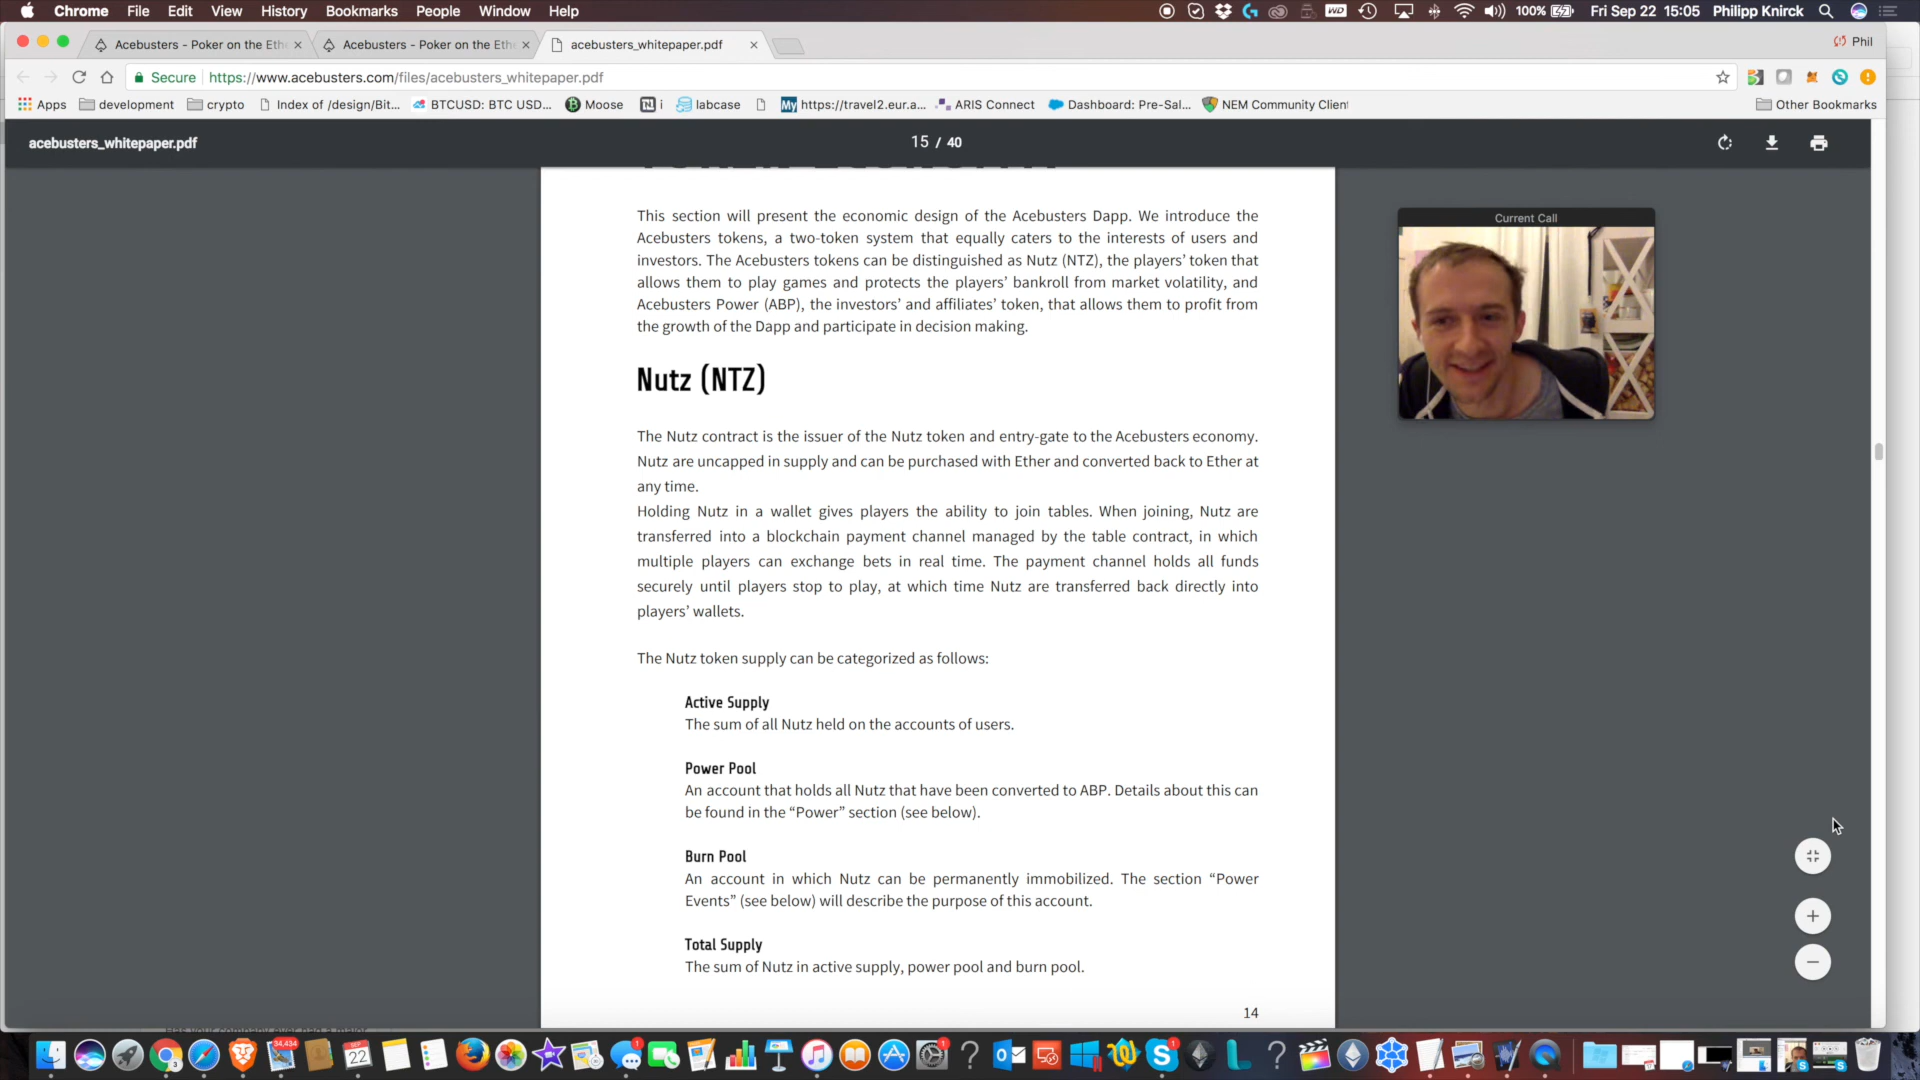 Chrome File Edit View History Bookmarks People Window Help
100% Fri Sep 22 15:05 Philipp Knirck
Acebusters - Poker on the Eth
Acebusters - Poker on the Eth
acebusters_whitepaper.pdf
Phil
Secure https://www.acebusters.com/files/acebusters_whitepaper.pdf
Apps development crypto Index of /design/Bit... BTCUSD: BTC USD... Moose i labcase My https://travel2.eur.a... ARIS Connect Dashboard: Pre-Sal... NEM Community Client Other Bookmarks
acebusters_whitepaper.pdf
15 / 40
This section will present the economic design of the Acebusters Dapp. We introduce the
Acebusters tokens, a two-token system that equally caters to the interests of users and
investors. The Acebusters tokens can be distinguished as Nutz (NTZ), the players’ token that
allows them to play games and protects the players’ bankroll from market volatility, and
Acebusters Power (ABP), the investors’ and affiliates’ token, that allows them to profit from
the growth of the Dapp and participate in decision making.
Current Call
Nutz (NTZ)
The Nutz contract is the issuer of the Nutz token and entry-gate to the Acebusters economy.
Nutz are uncapped in supply and can be purchased with Ether and converted back to Ether at
any time.
Holding Nutz in a wallet gives players the ability to join tables. When joining, Nutz are
transferred into a blockchain payment channel managed by the table contract, in which
multiple players can exchange bets in real time. The payment channel holds all funds
securely until players stop to play, at which time Nutz are transferred back directly into
players’ wallets.
The Nutz token supply can be categorized as follows:
Active Supply
The sum of all Nutz held on the accounts of users.
Power Pool
An account that holds all Nutz that have been converted to ABP. Details about this can
be found in the “Power” section (see below).
Burn Pool
An account in which Nutz can be permanently immobilized. The section “Power
Events” (see below) will describe the purpose of this account.
Total Supply
The sum of Nutz in active supply, power pool and burn pool.
14
34,434
SEP
22